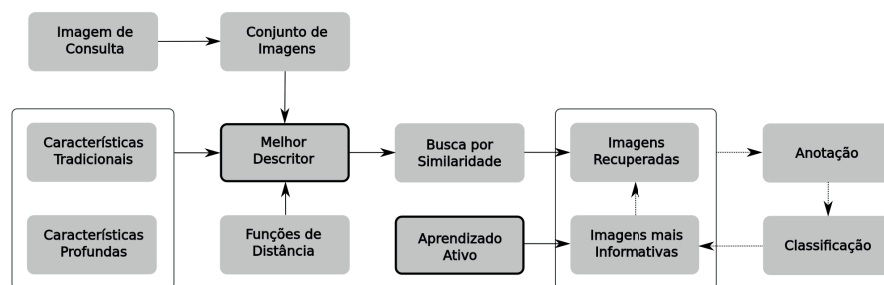 Imagem de
Consulta
Conjunto de
Imagens
Características
Tradicionais
Melhor
Descritor
Busca por
Similaridade
Imagens
Recuperadas
Anotação
Características
Profundas
Funções de
Distância
Aprendizado
Ativo
Imagens mais
Informativas
Classificação